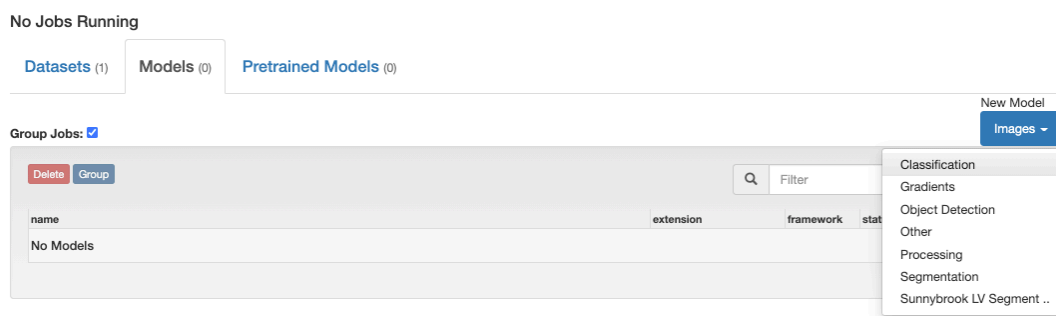 No Jobs Running
Datasets (1) Models (0) Pretrained Models (0)
New Model
Images
Group Jobs:
Delete Group
Filter
name extension framework stat
No Models
Classification
Gradients
Object Detection
Other
Processing
Segmentation
Sunnybrook LV Segment ..